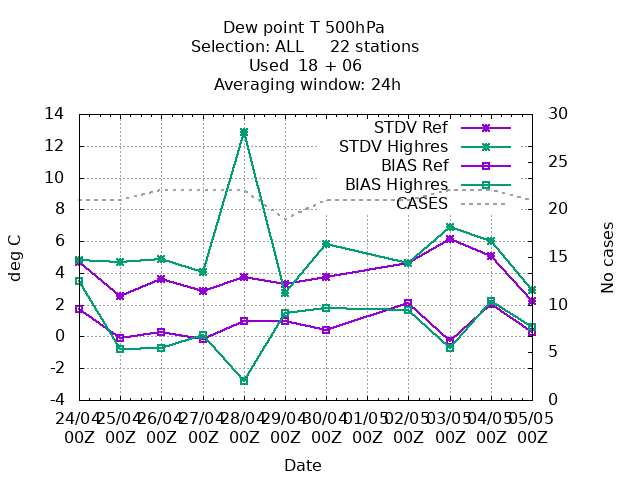 Dew point T 500hPa
Selection: ALL 22 stations
Used 18 + 06
Averaging window: 24h
14 30
STDV Ref
12
STDV Highres
25
BIAS Ref
10
BIAS Highres
8 20
CASES
6
15
4
2 10
0
5
-2
-4 0
deg C
No cases
24/04 25/04 26/04 27/04 28/04 29/04 30/04 01/05 02/05 03/05 04/05 05/05
00Z 00Z 00Z 00Z 00Z 00Z 00Z 00Z 00Z 00Z 00Z 00Z
Date